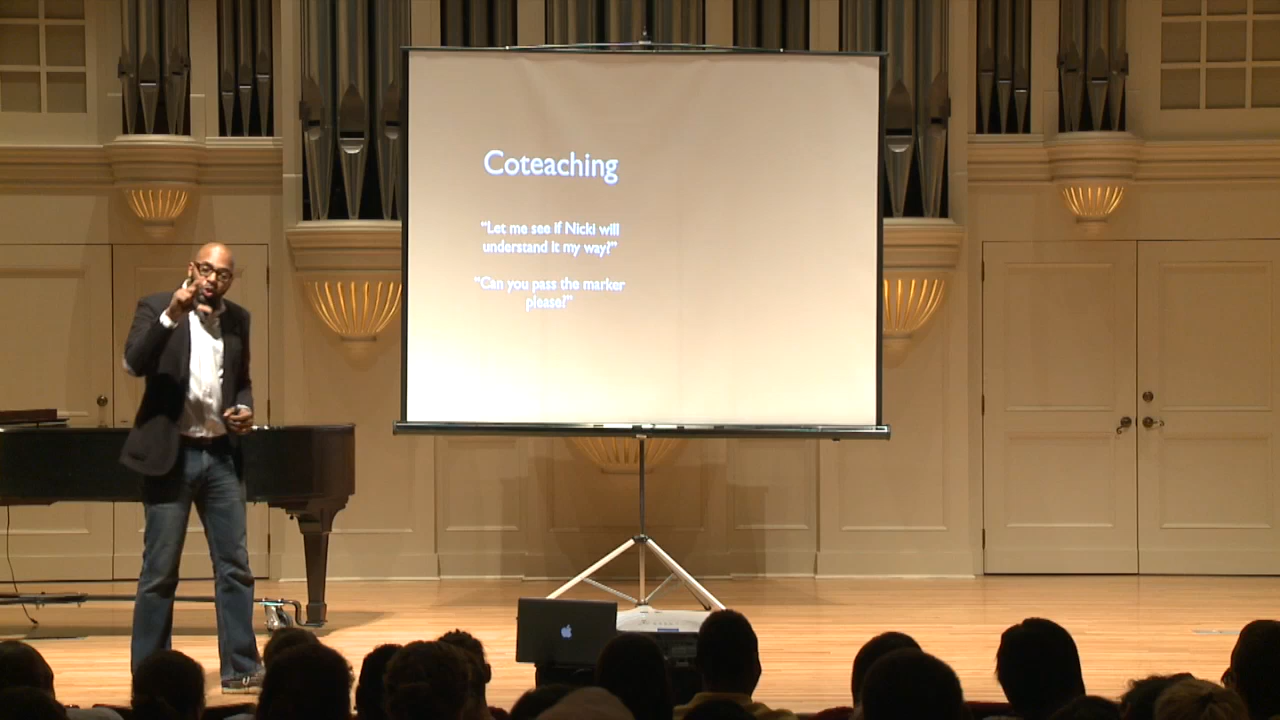 Coteaching
“Let me see if Nicki will
understand it my way?”
“Can you pass the marker
please?”